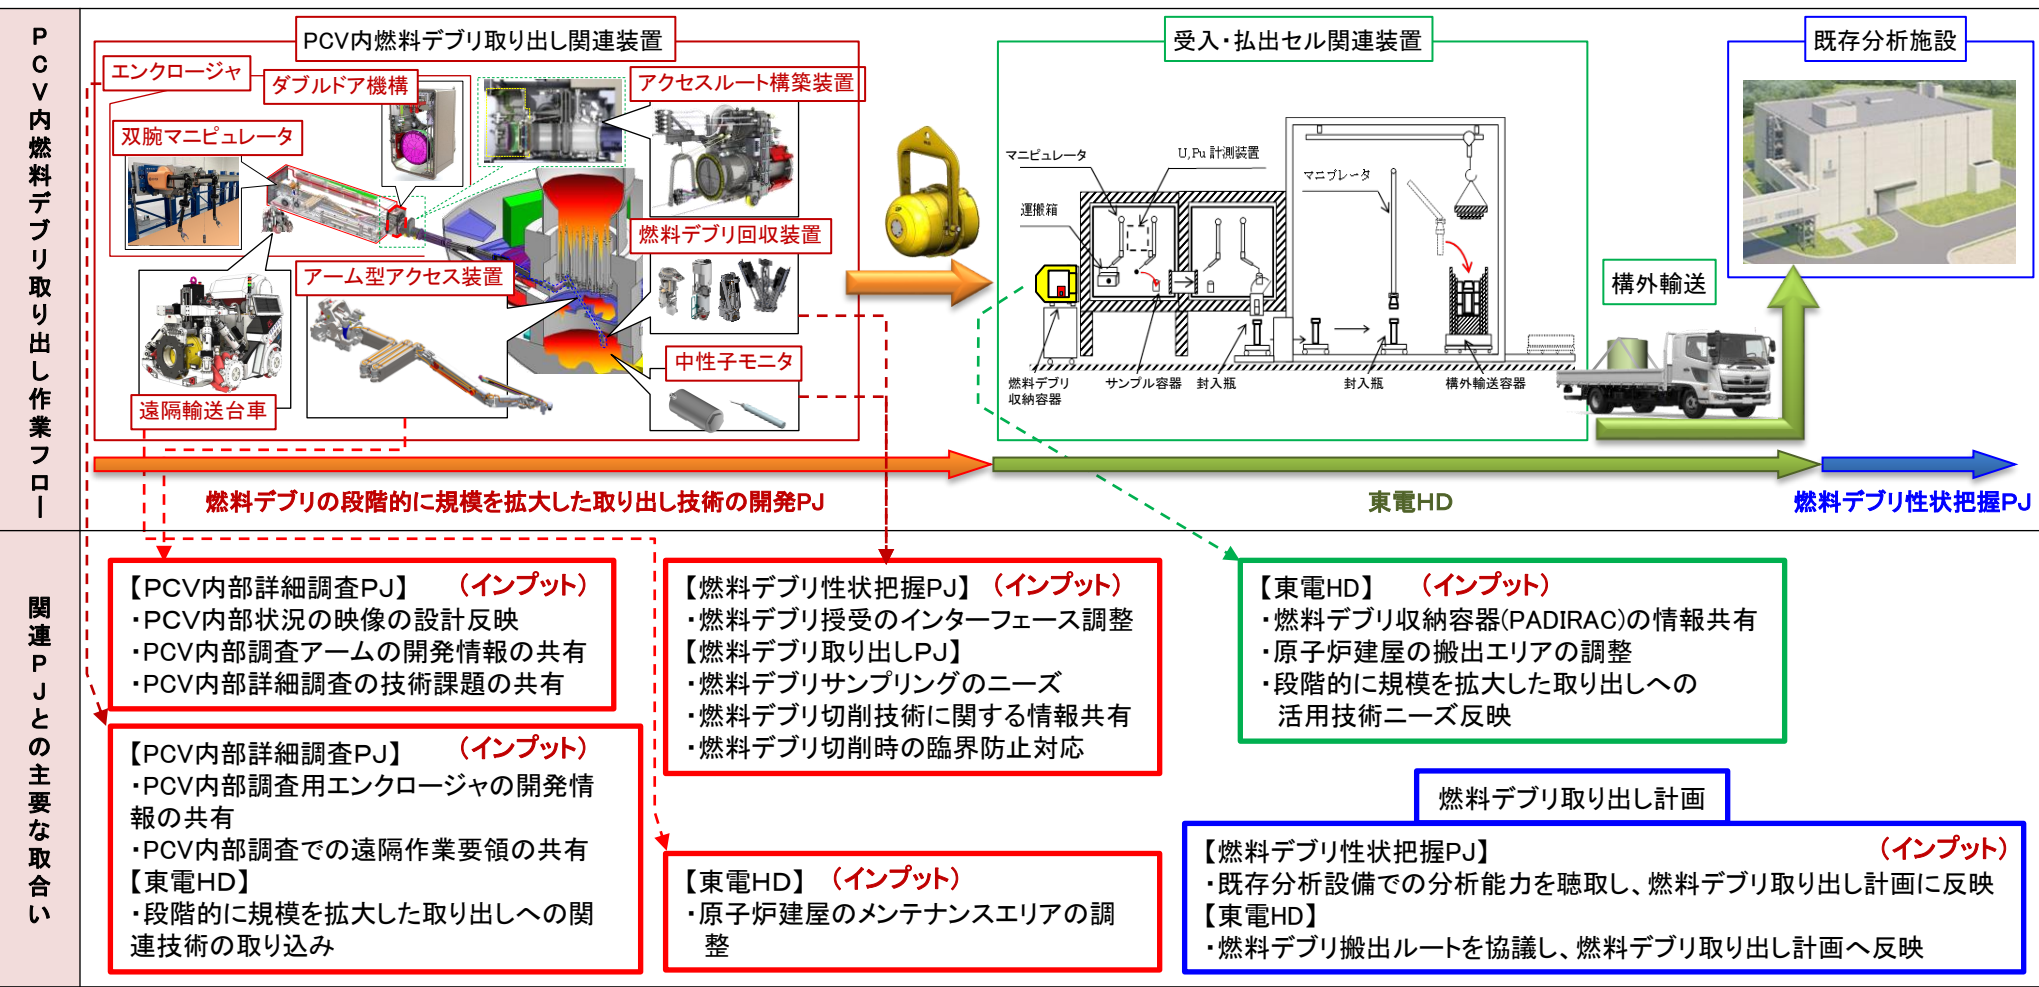 PCV内燃料デブリ取り出し作業フロー
PCV内燃料デブリ取り出し関連装置
エンクロージャ
ダブルドア機構
アクセスルート構築装置
双腕マニピュレータ
燃料デブリ回収装置
アーム型アクセス装置
中性子モニタ
遠隔輸送台車
受入・払出セル関連装置
マニピュレータ
U,Pu 計測装置
マニプレータ
運搬箱
燃料デブリ
収納容器
サンプル容器
封入瓶
封入瓶
構外輸送容器
既存分析施設
構外輸送
燃料デブリの段階的に規模を拡大した取り出し技術の開発PJ
東電HD
燃料デブリ性状把握PJ
関連PJとの主要な取合い
【PCV内部詳細調査PJ】 (インプット)
・PCV内部状況の映像の設計反映
・PCV内部調査アームの開発情報の共有
・PCV内部詳細調査の技術課題の共有
【PCV内部詳細調査PJ】 (インプット)
・PCV内部調査用エンクロージャの開発情
報の共有
・PCV内部調査での遠隔作業要領の共有
【東電HD】
・段階的に規模を拡大した取り出しへの関
連技術の取り込み
【燃料デブリ性状把握PJ】 (インプット)
・燃料デブリ授受のインターフェース調整
【燃料デブリ取り出しPJ】
・燃料デブリサンプリングのニーズ
・燃料デブリ切削技術に関する情報共有
・燃料デブリ切削時の臨界防止対応
【東電HD】 (インプット)
・原子炉建屋のメンテナンスエリアの調
整
【東電HD】 (インプット)
・燃料デブリ収納容器(PADIRAC)の情報共有
・原子炉建屋の搬出エリアの調整
・段階的に規模を拡大した取り出しへの
活用技術ニーズ反映
燃料デブリ取り出し計画
【燃料デブリ性状把握PJ】 (インプット)
・既存分析設備での分析能力を聴取し、燃料デブリ取り出し計画に反映
【東電HD】
・燃料デブリ搬出ルートを協議し、燃料デブリ取り出し計画へ反映